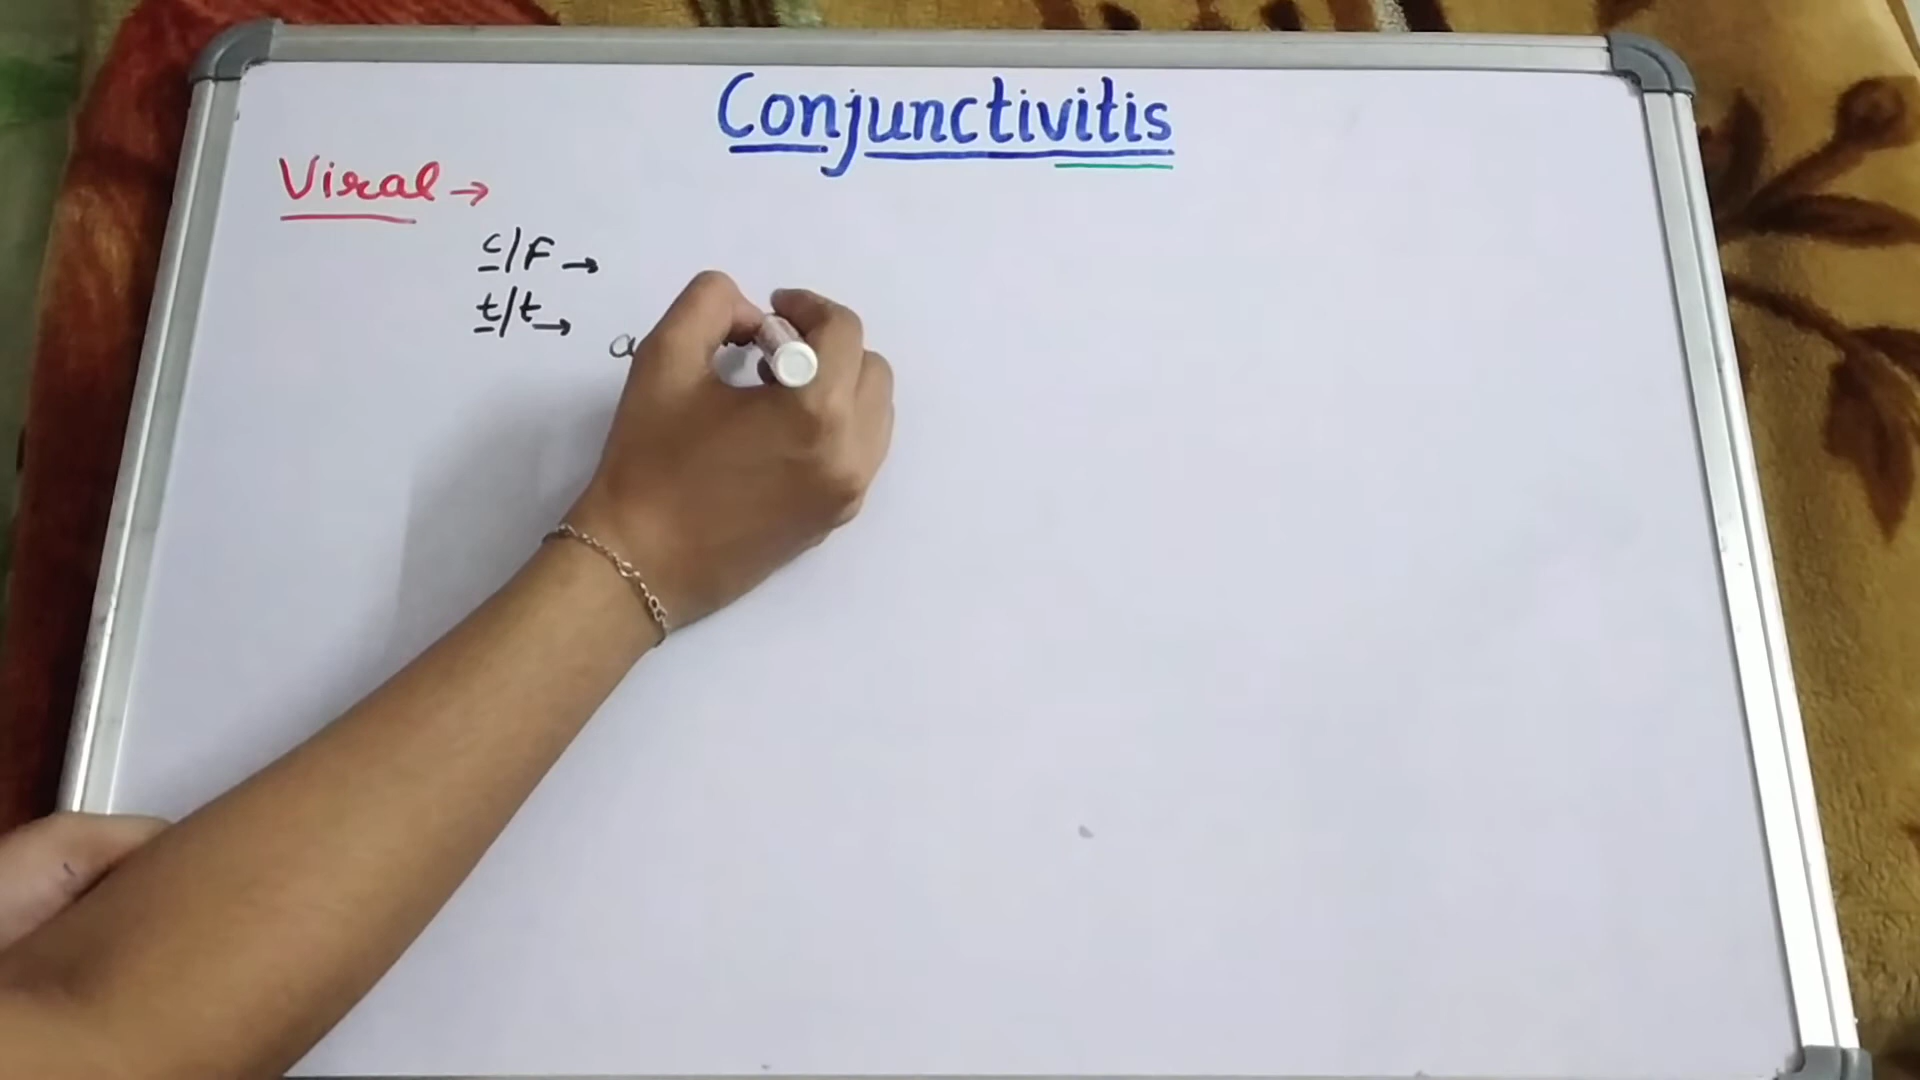 Conjunctivitis
Viral →
c/F →
t/t →